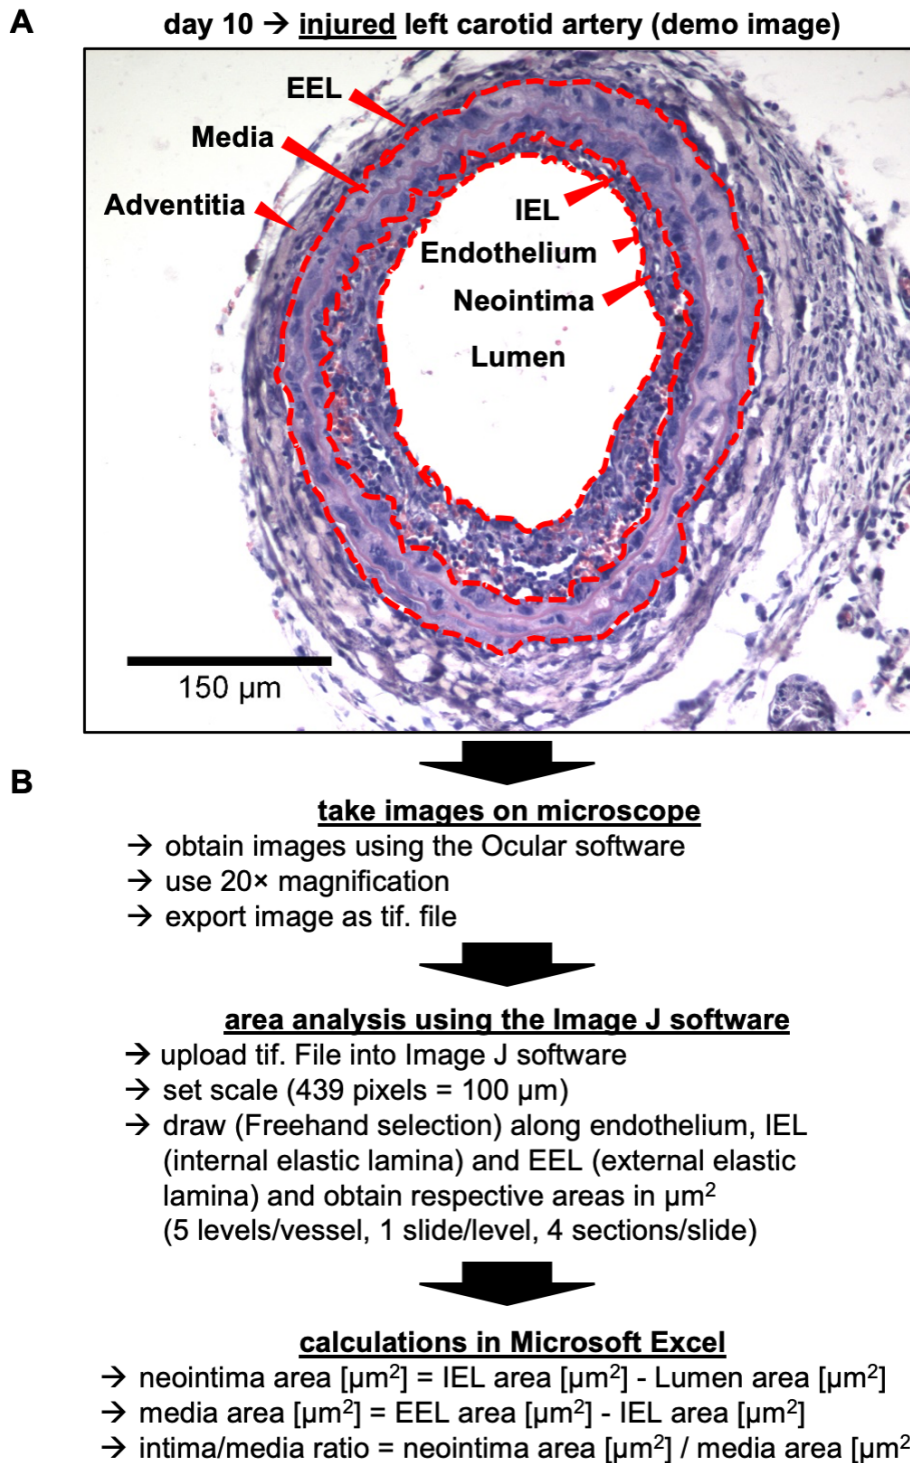 A
day 10 → injured left carotid artery (demo image)
EEL
Media
Adventitia
IEL
Endothelium
Neointima
Lumen
150 µm
B
take images on microscope
→ obtain images using the Ocular software
→ use 20× magnification
→ export image as tif. file
area analysis using the Image J software
→ upload tif. File into Image J software
→ set scale (439 pixels = 100 µm)
→ draw (Freehand selection) along endothelium, IEL
(internal elastic lamina) and EEL (external elastic
lamina) and obtain respective areas in µm²
(5 levels/vessel, 1 slide/level, 4 sections/slide)
calculations in Microsoft Excel
→ neointima area [µm²] = IEL area [µm²] - Lumen area [µm²]
→ media area [µm²] = EEL area [µm²] - IEL area [µm²]
→ intima/media ratio = neointima area [µm²] / media area [µm²